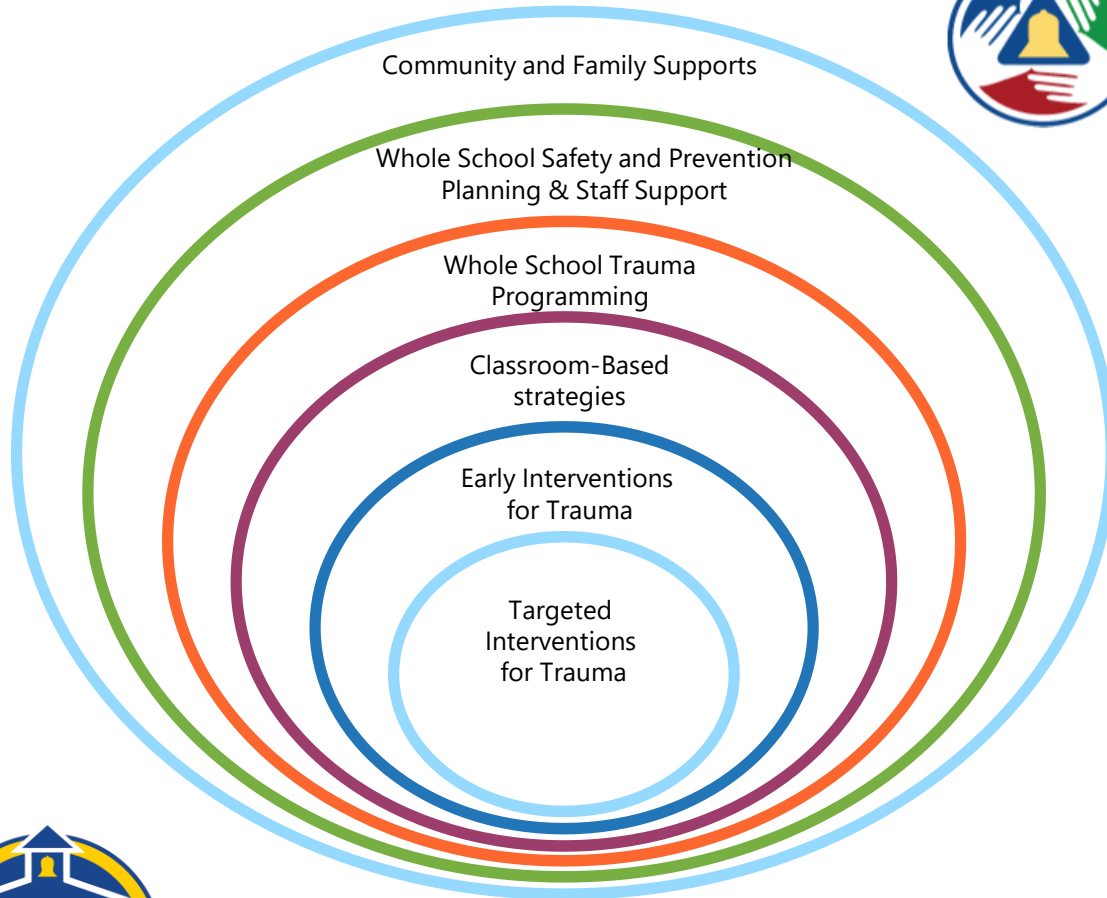 Community and Family Supports
Whole School Safety and Prevention
Planning & Staff Support
Whole School Trauma
Programming
Classroom-Based
strategies
Early Interventions
for Trauma
Targeted
Interventions
for Trauma